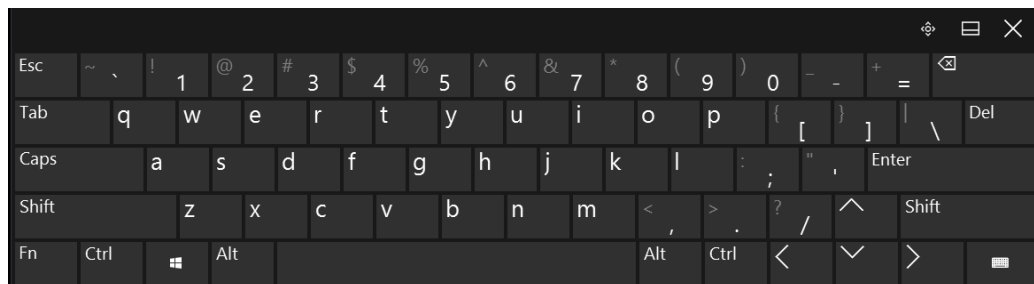 Esc ~ ` ! 1 @ 2 # 3 $ 4 % 5 ^ 6 & 7 * 8 ( 9 ) 0 _ - + =
Tab q w e r t y u i o p { [ } ] | \ Del
Caps a s d f g h j k l : ; " ' Enter
Shift z x c v b n m < , > . ? / Shift
Fn Ctrl Alt Alt Ctrl